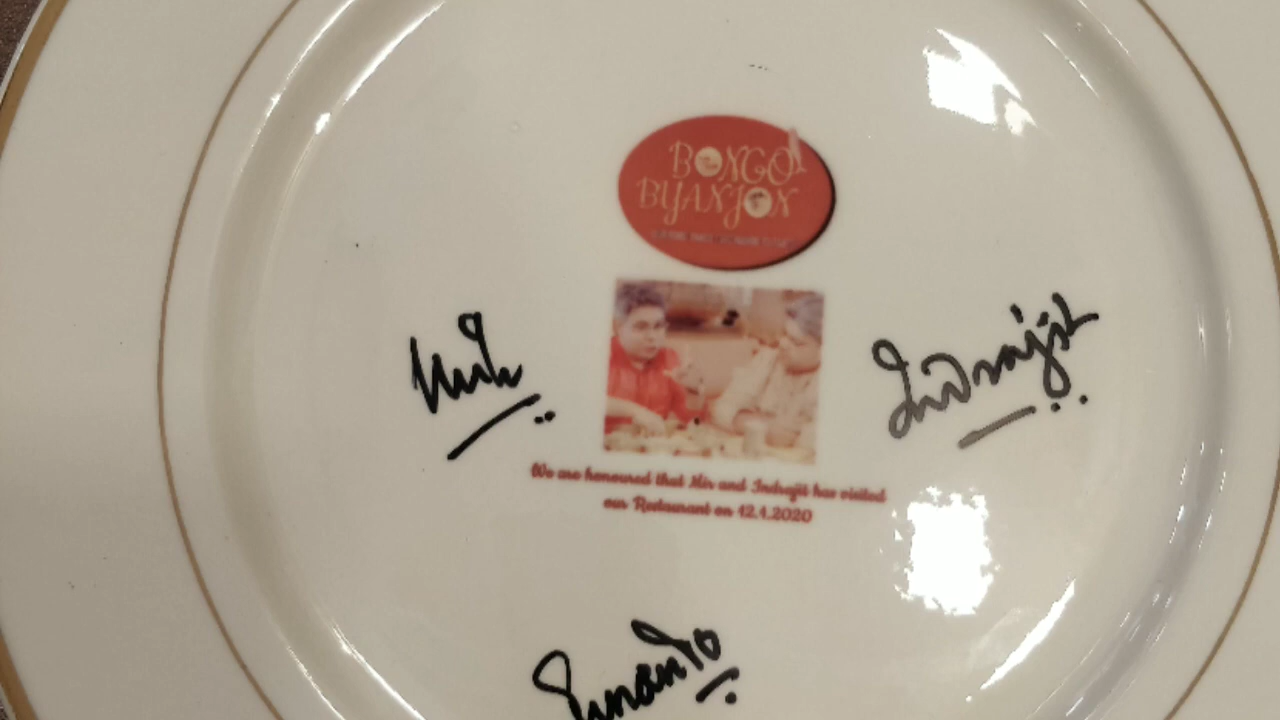 BONGO
BYANJON
Mir
Indrajit
We are honoured that Mir and Indrajit has visited
our Restaurant on 12.1.2020